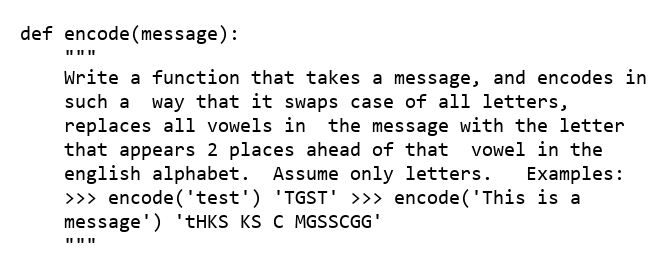 def encode(message):
    """
    Write a function that takes a message, and encodes in
    such a  way that it swaps case of all letters,
    replaces all vowels in  the message with the letter
    that appears 2 places ahead of that  vowel in the
    english alphabet.  Assume only letters.   Examples:
    >>> encode('test') 'TGST' >>> encode('This is a
    message') 'tHKS KS C MGSSCGG'
    """